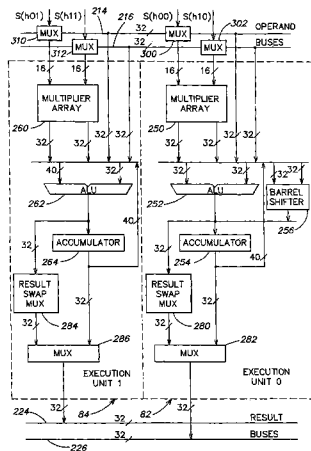 S(h01) S(h11) 214 216 S(h00) S(h10) 302
310 MUX 32 MUX 32 OPERAND
312 MUX 32 300 MUX BUSES
16 16 16 16
MULTIPLIER ARRAY 32 32 MULTIPLIER ARRAY 32 32
260 250
32 32 32 32
40 32 32 32 32 32
262 ALU 252 ALU BARREL SHIFTER
40 40 256
32 ACCUMULATOR 32 ACCUMULATOR
264 254
RESULT SWAP MUX 32 RESULT SWAP MUX 32
284 280
32 286 32 282
MUX MUX
EXECUTION UNIT 1 EXECUTION UNIT 0
32 84 82 32
224 32 RESULT
226 32 BUSES